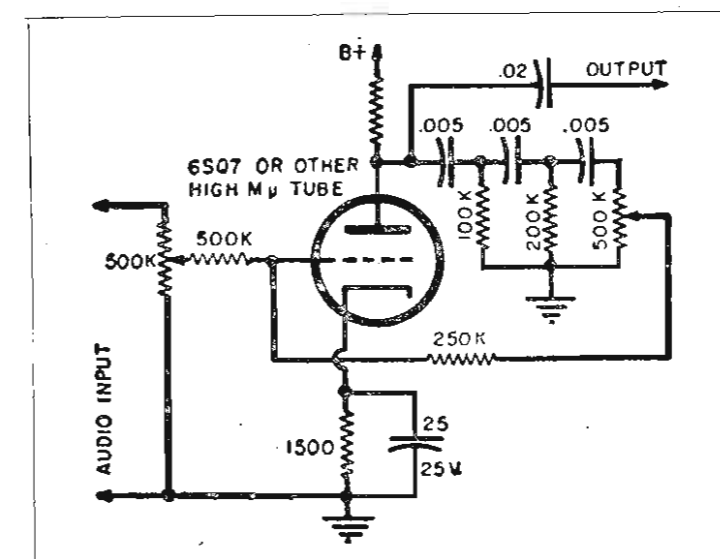 B+
.02
OUTPUT
.005
.005
.005
6SQ7 OR OTHER
HIGH Mμ TUBE
100K
200K
500K
500K
500K
250K
AUDIO INPUT
1500
25
25V